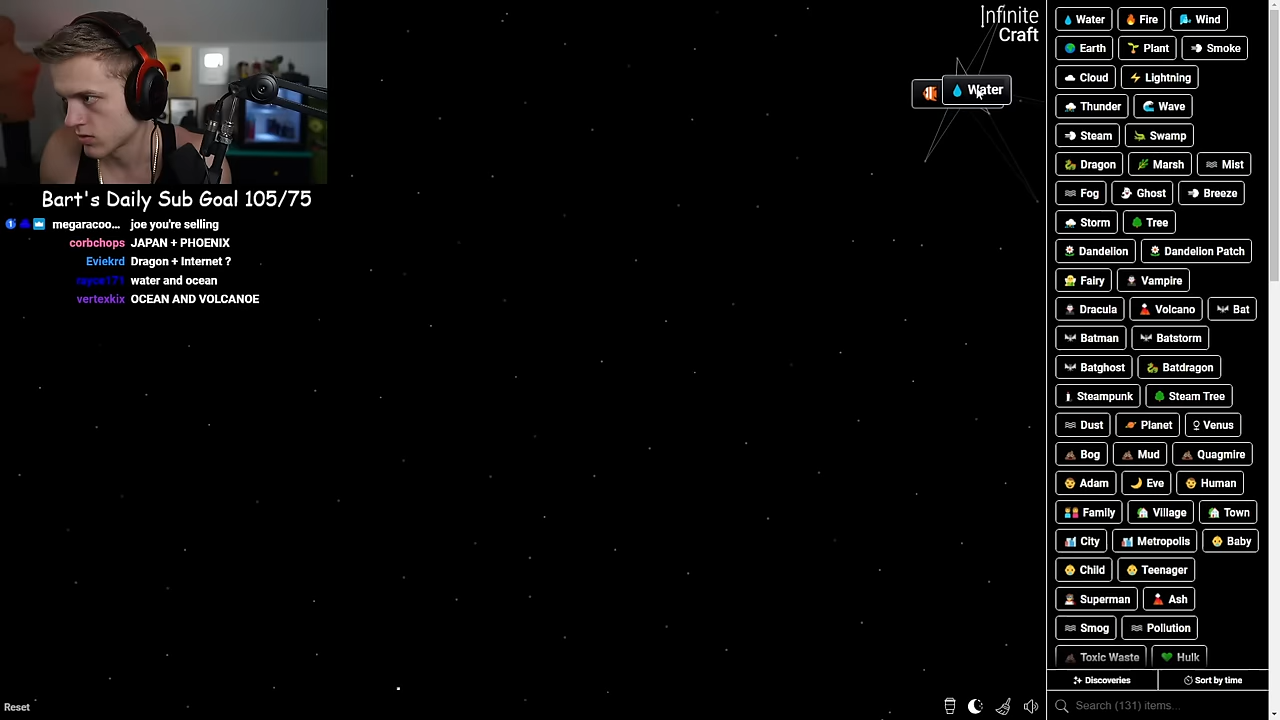 Infinite
Craft
Water
Bart's Daily Sub Goal 105/75
megaracoo... joe you're selling
corbchops JAPAN + PHOENIX
Eviekrd Dragon + Internet ?
water and ocean
vertexkix OCEAN AND VOLCANOE
Water Fire Wind
Earth Plant Smoke
Cloud Lightning
Thunder Wave
Steam Swamp
Dragon Marsh Mist
Fog Ghost Breeze
Storm Tree
Dandelion Dandelion Patch
Fairy Vampire
Dracula Volcano Bat
Batman Batstorm
Batghost Batdragon
Steampunk Steam Tree
Dust Planet Venus
Bog Mud Quagmire
Adam Eve Human
Family Village Town
City Metropolis Baby
Child Teenager
Superman Ash
Smog Pollution
Toxic Waste Hulk
Discoveries Sort by time
Search (131) items...
Reset